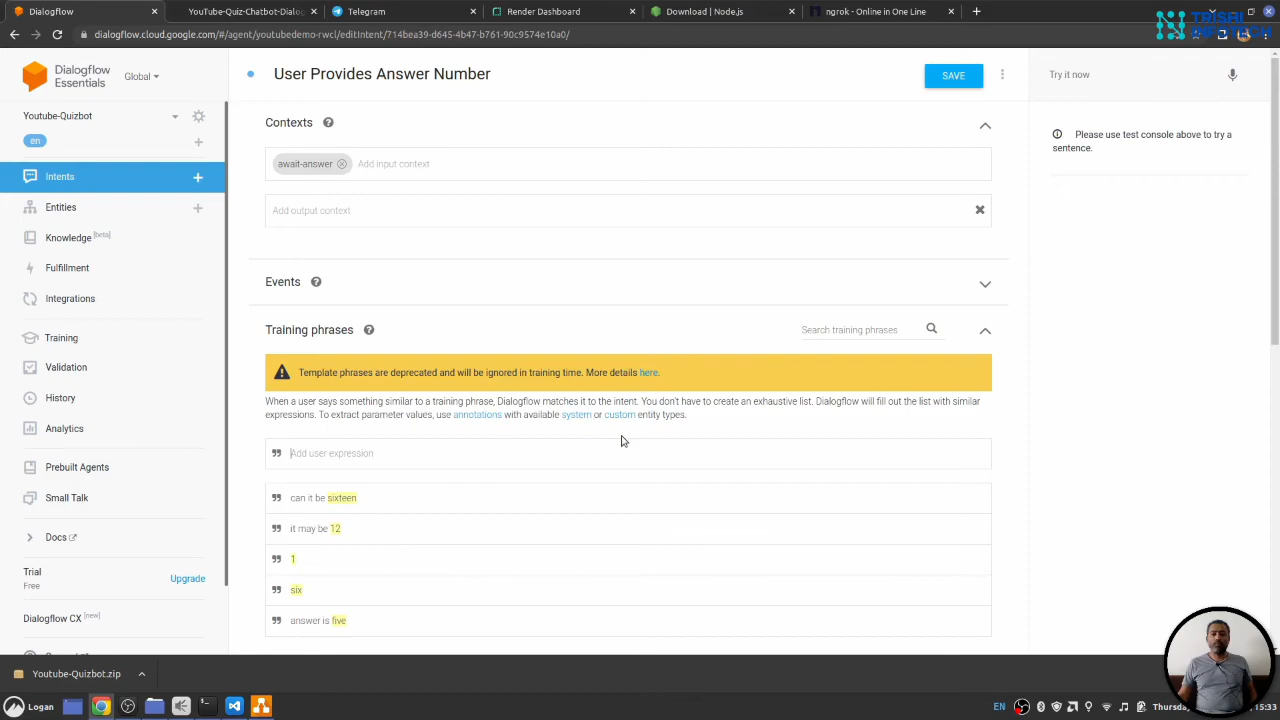 Dialogflow
YouTube-Quiz-Chatbot-Dialog
Telegram
Render Dashboard
Download | Node.js
ngrok - Online in One Line
dialogflow.cloud.google.com/#/agent/youtubedemo-rwcl/editIntent/714bea39-d645-4b47-b761-90c9574e10a0/
TRISHI
INFOTECH
Dialogflow
Essentials
Global
User Provides Answer Number
SAVE
Try it now
Youtube-Quizbot
en
Contexts
Please use test console above to try a
sentence.
await-answer
Add input context
Intents
Entities
Add output context
Knowledge [beta]
Fulfillment
Events
Integrations
Training phrases
Search training phrases
Training
Validation
Template phrases are deprecated and will be ignored in training time. More details here.
History
When a user says something similar to a training phrase, Dialogflow matches it to the intent. You don't have to create an exhaustive list. Dialogflow will fill out the list with similar
expressions. To extract parameter values, use annotations with available system or custom entity types.
Analytics
Add user expression
Prebuilt Agents
Small Talk
can it be sixteen
it may be 12
Docs
1
Trial
Free
Upgrade
six
Dialogflow CX [new]
answer is five
Youtube-Quizbot.zip
Logan
EN
Thursday
15:33